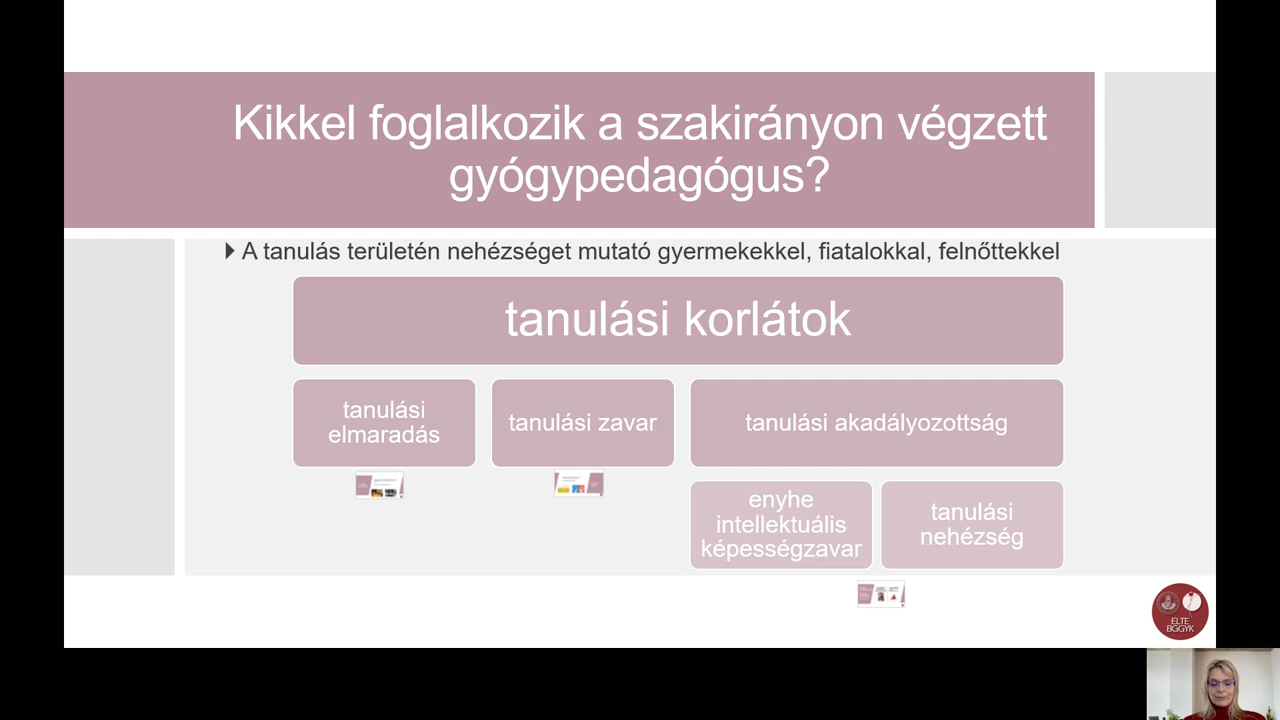 Kikkel foglalkozik a szakirányon végzett
gyógypedagógus?
A tanulás területén nehézséget mutató gyermekekkel, fiatalokkal, felnőttekkel
tanulási korlátok
tanulási
elmaradás
tanulási zavar
tanulási akadályozottság
enyhe
intellektuális
képességzavar
tanulási
nehézség
ELTE
BGGYK